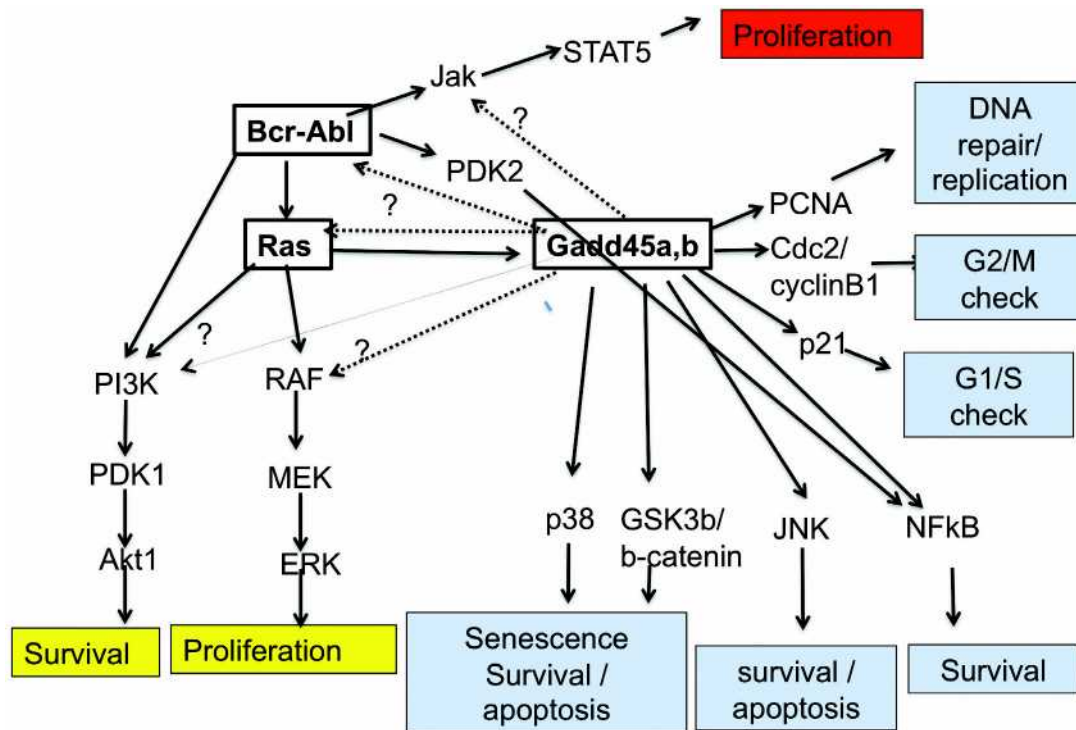 Proliferation
STAT5
Jak
?
Bcr-Abl
PDK2
DNA
repair/
replication
?
PCNA
Ras
Gadd45a,b
Cdc2/
cyclinB1
G2/M
check
?
?
p21
PI3K
RAF
G1/S
check
PDK1
MEK
p38
GSK3b/
b-catenin
JNK
NFkB
Akt1
ERK
Survival
Proliferation
Senescence
Survival /
apoptosis
survival /
apoptosis
Survival